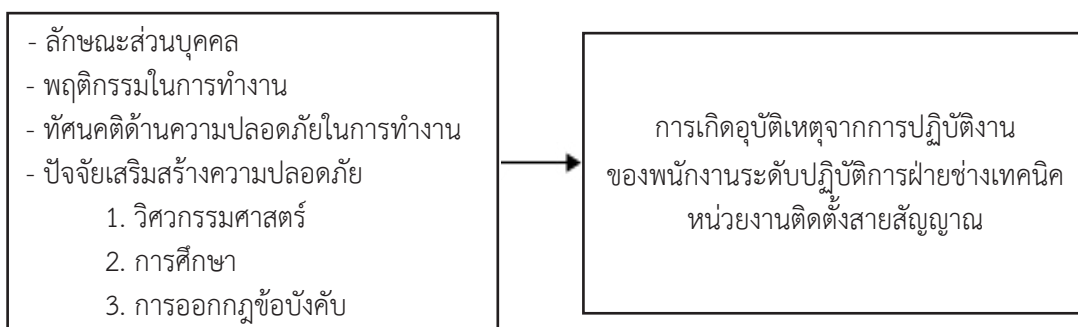 - ลักษณะส่วนบุคคล
- พฤติกรรมในการทำงาน
- ทัศนคติด้านความปลอดภัยในการทำงาน
- ปัจจัยเสริมสร้างความปลอดภัย
1. วิศวกรรมศาสตร์
2. การศึกษา
3. การออกกฎข้อบังคับ
การเกิดอุบัติเหตุจากการปฏิบัติงาน
ของพนักงานระดับปฏิบัติการฝ่ายช่างเทคนิค
หน่วยงานติดตั้งสายสัญญาณ